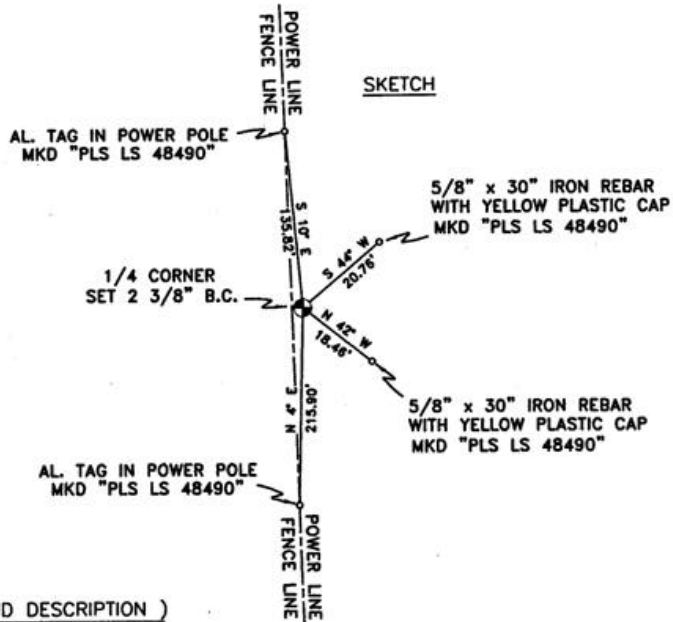 POWER LINE
FENCE LINE
SKETCH
AL. TAG IN POWER POLE
MKD "PLS LS 48490"
S 10° E
135.82'
5/8" x 30" IRON REBAR
WITH YELLOW PLASTIC CAP
MKD "PLS LS 48490"
S 44° W
20.76'
1/4 CORNER
SET 2 3/8" B.C.
N 42° W
18.46'
5/8" x 30" IRON REBAR
WITH YELLOW PLASTIC CAP
MKD "PLS LS 48490"
215.90'
N 4° E
AL. TAG IN POWER POLE
MKD "PLS LS 48490"
POWER LINE
FENCE LINE
D DESCRIPTION )